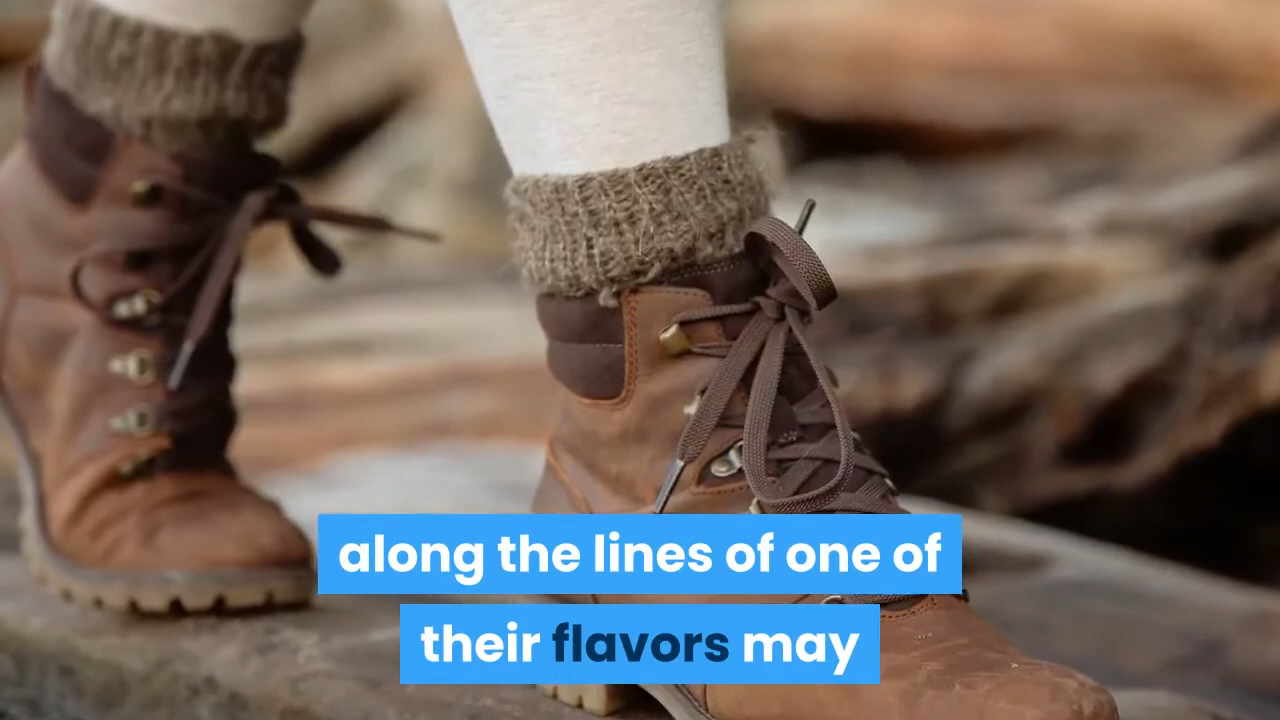 along the lines of one of
their flavors may